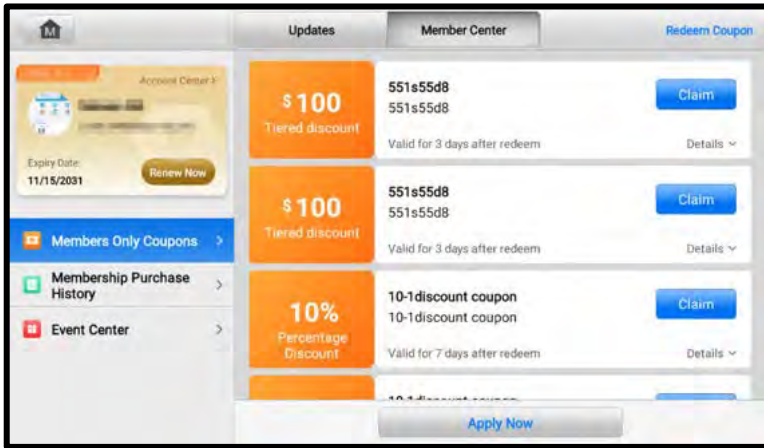 M
Updates
Member Center
Redeem Coupon
Account Center >
Expiry Date:
11/15/2031
Renew Now
Members Only Coupons
Membership Purchase
History
Event Center
$100
Tiered discount
551s55d8
551s55d8
Valid for 3 days after redeem
Claim
Details
$100
Tiered discount
551s55d8
551s55d8
Valid for 3 days after redeem
Claim
Details
10%
Percentage
Discount
10-1discount coupon
10-1discount coupon
Valid for 7 days after redeem
Claim
Details
10-1discount coupon
Apply Now